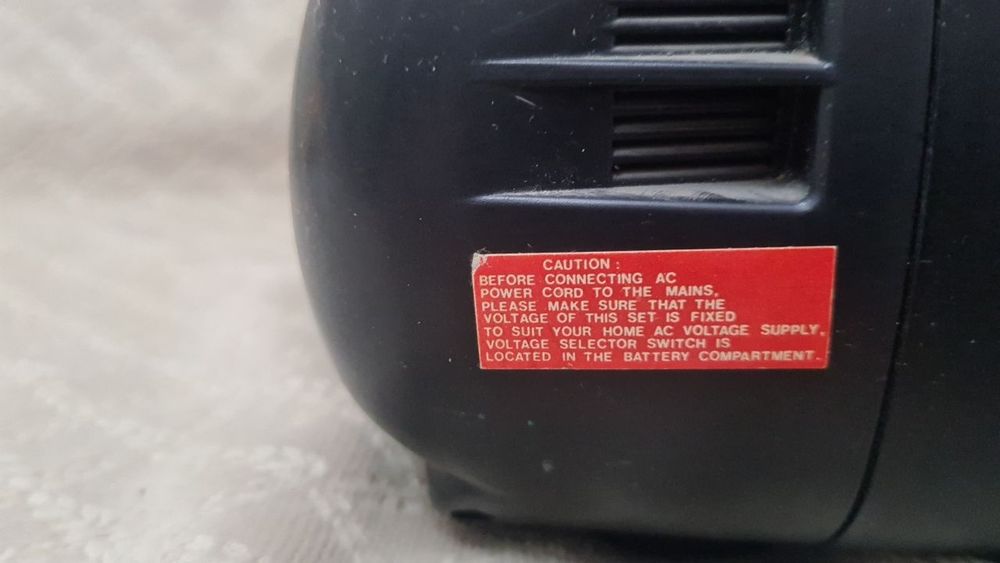 CAUTION :
BEFORE CONNECTING AC
POWER CORD TO THE MAINS,
PLEASE MAKE SURE THAT THE
VOLTAGE OF THIS SET IS FIXED
TO SUIT YOUR HOME AC VOLTAGE SUPPLY.
VOLTAGE SELECTOR SWITCH IS
LOCATED IN THE BATTERY COMPARTMENT.